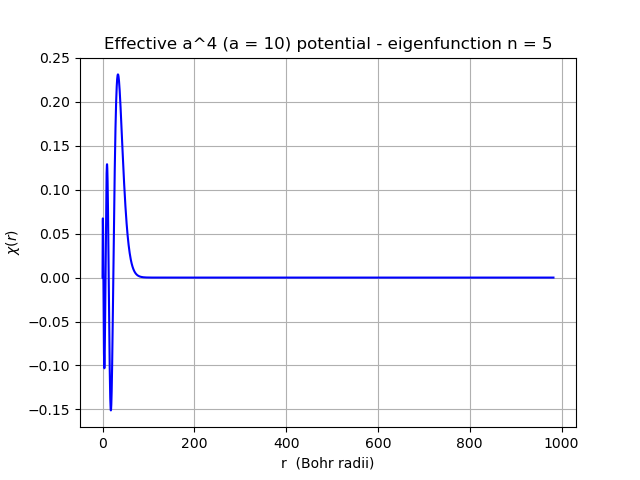 Effective a^4 (a = 10) potential - eigenfunction n = 5
0.25
0.20
0.15
0.10
0.05
0.00
−0.05
−0.10
−0.15
χ(r)
0 200 400 600 800 1000
r (Bohr radii)